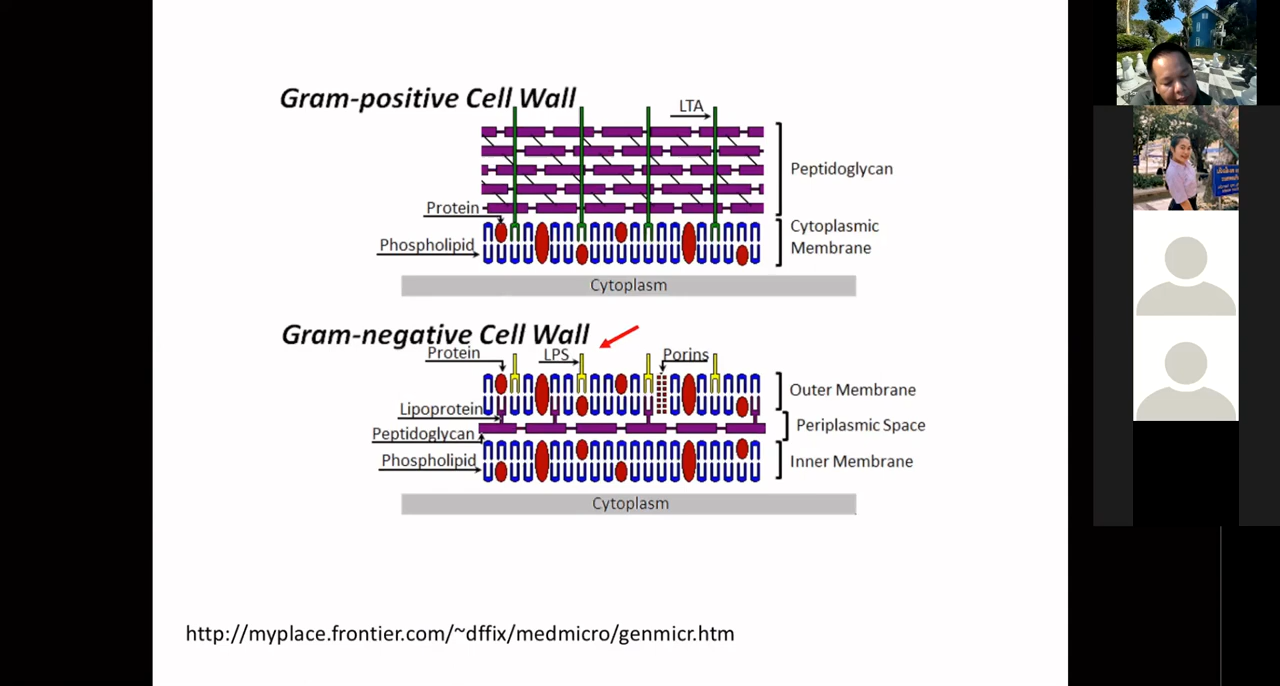 Gram-positive Cell Wall
LTA
Peptidoglycan
Protein
Cytoplasmic
Membrane
Phospholipid
Cytoplasm
Gram-negative Cell Wall
Protein
LPS
Porins
Outer Membrane
Lipoprotein
Periplasmic Space
Peptidoglycan
Phospholipid
Inner Membrane
Cytoplasm
http://myplace.frontier.com/~dffix/medmicro/genmicr.htm